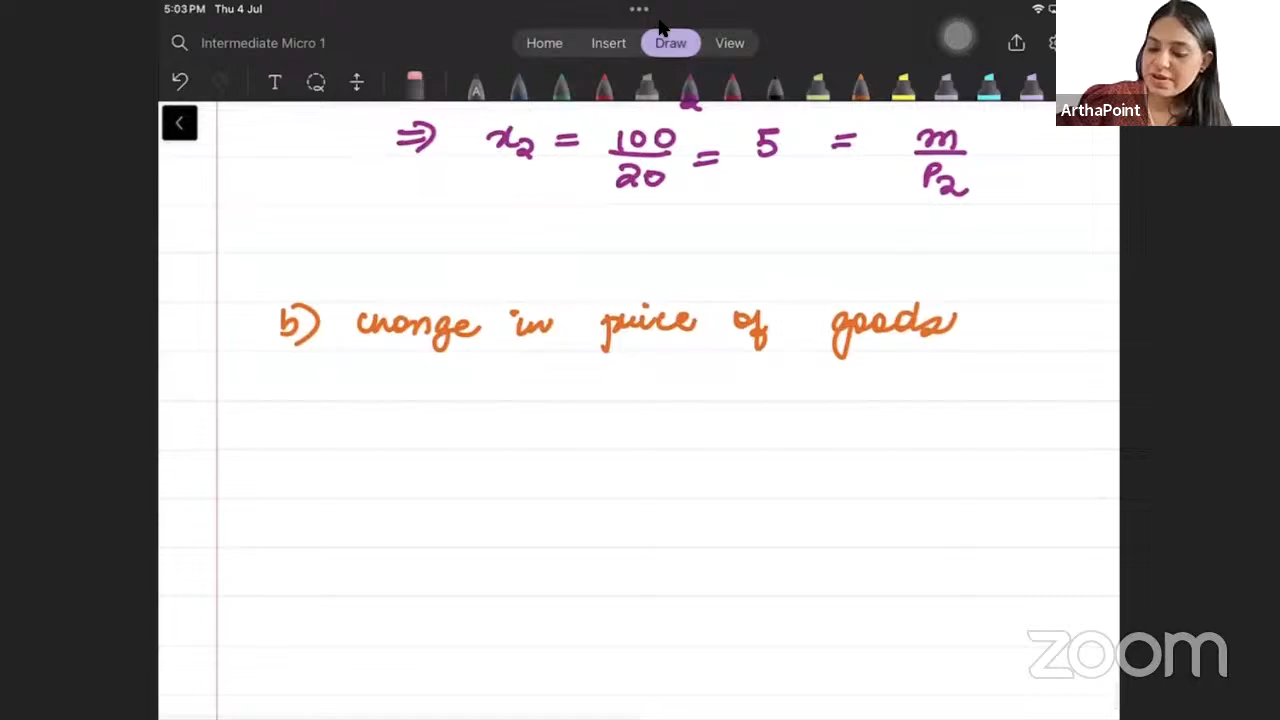 5:03 PM Thu 4 Jul
Intermediate Micro 1
Home Insert Draw View
ArthaPoint
⇒ x₂ = 100/20 = 5 = m/P₂
b) change in price of goods
zoom